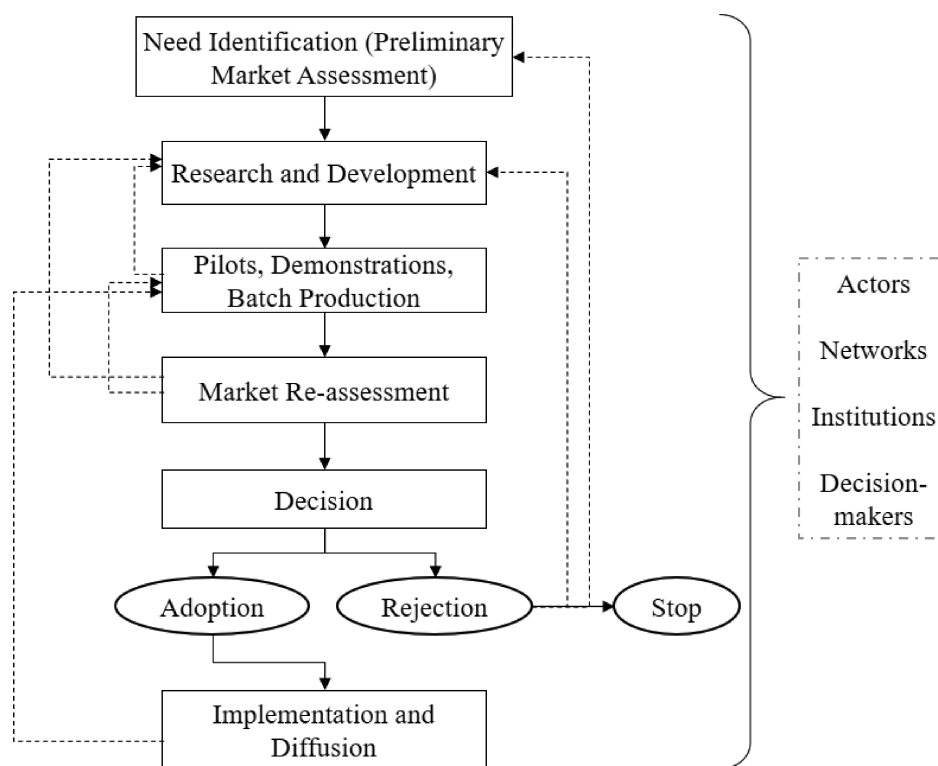 Need Identification (Preliminary
Market Assessment)
Research and Development
Pilots, Demonstrations,
Batch Production
Market Re-assessment
Decision
Adoption
Rejection
Stop
Implementation and
Diffusion
Actors
Networks
Institutions
Decision-
makers